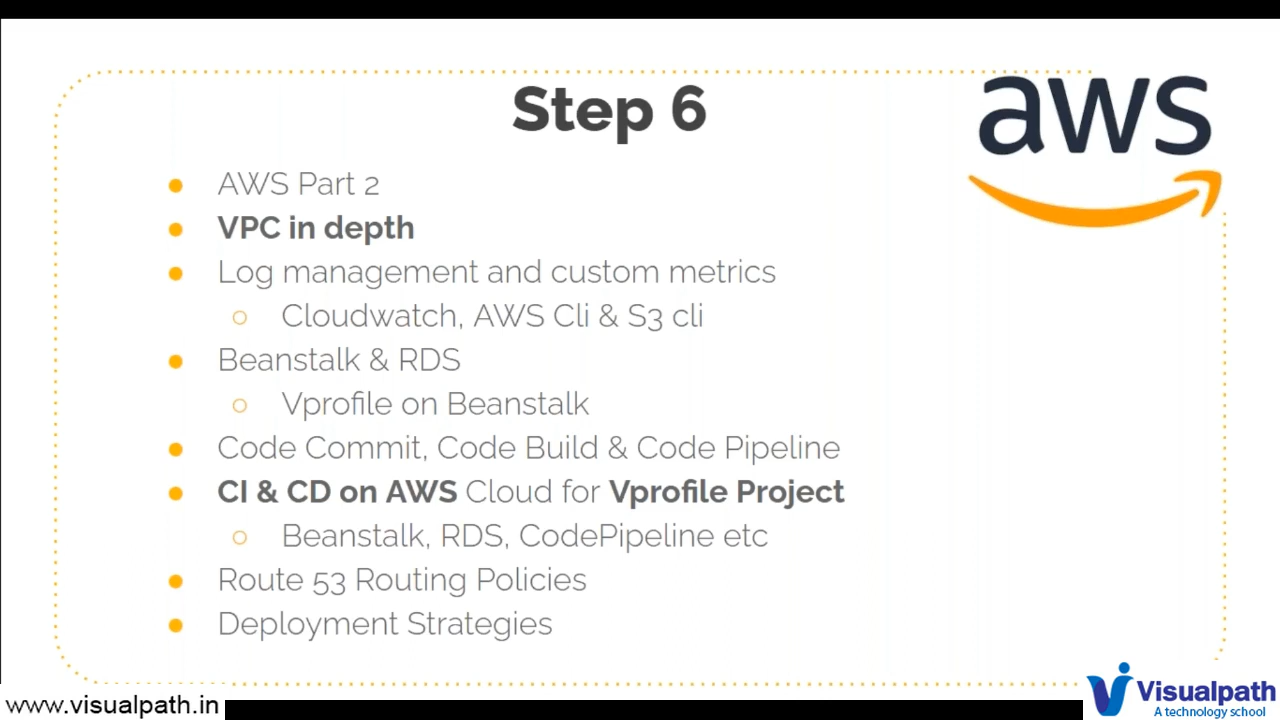 Step 6
aws
AWS Part 2
VPC in depth
Log management and custom metrics
Cloudwatch, AWS Cli & S3 cli
Beanstalk & RDS
Vprofile on Beanstalk
Code Commit, Code Build & Code Pipeline
CI & CD on AWS Cloud for Vprofile Project
Beanstalk, RDS, CodePipeline etc
Route 53 Routing Policies
Deployment Strategies
www.visualpath.in
Visualpath
A technology school